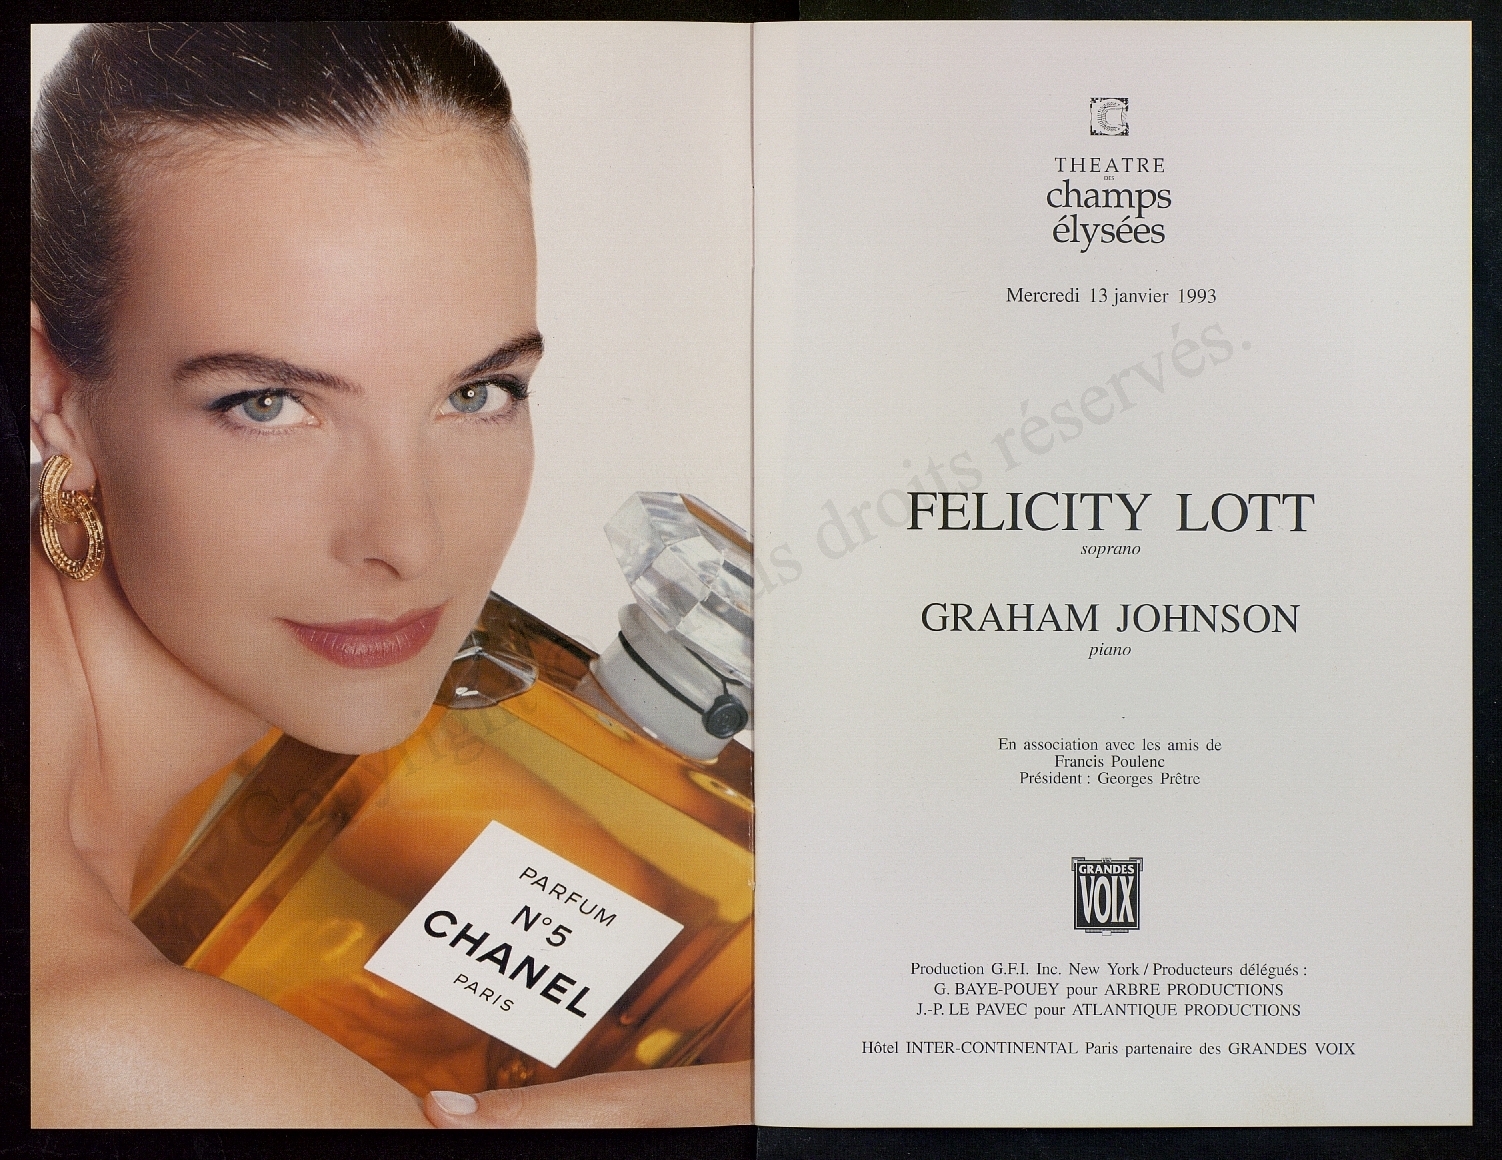 PARFUM
N°5
CHANEL
PARIS
THEATRE
DES
champs
élysées
Mercredi 13 janvier 1993
FELICITY LOTT
soprano
GRAHAM JOHNSON
piano
En association avec les amis de
Francis Poulenc
Président : Georges Prêtre
GRANDES
VOIX
Production G.F.I. Inc. New York / Producteurs délégués :
G. BAYE-POUEY pour ARBRE PRODUCTIONS
J.-P. LE PAVEC pour ATLANTIQUE PRODUCTIONS
Hôtel INTER-CONTINENTAL Paris partenaire des GRANDES VOIX
Copyright droits réservés.